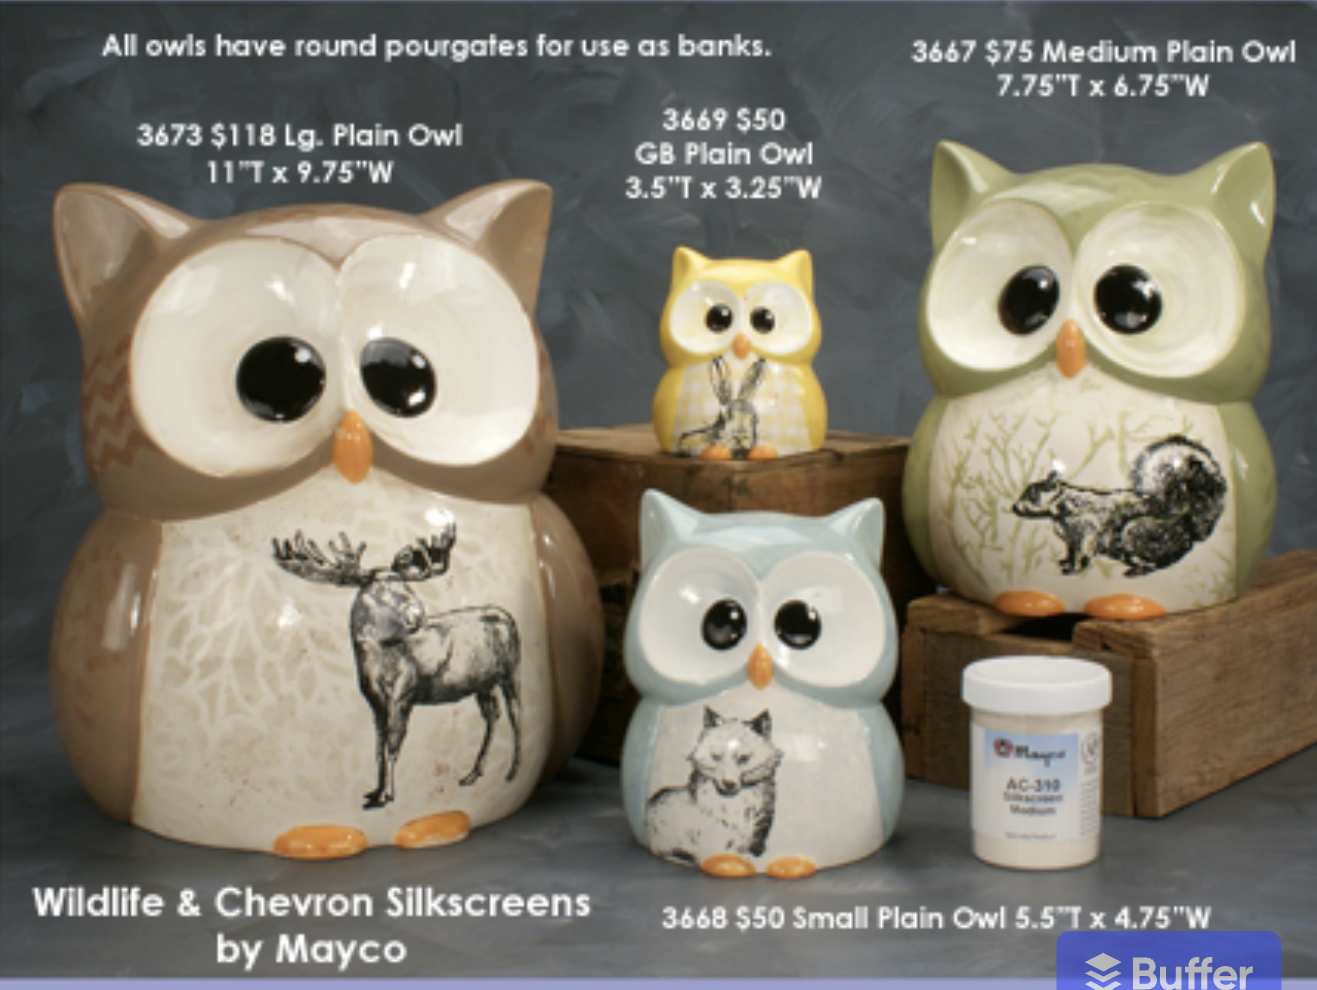 All owls have round pourgates for use as banks.
3667 $75 Medium Plain Owl
7.75”T x 6.75”W
3673 $118 Lg. Plain Owl
11”T x 9.75”W
3669 $50
GB Plain Owl
3.5”T x 3.25”W
Mayco
AC-310
Silkscreen
Medium
Wildlife & Chevron Silkscreens
by Mayco
3668 $50 Small Plain Owl 5.5”T x 4.75”W
Buffer